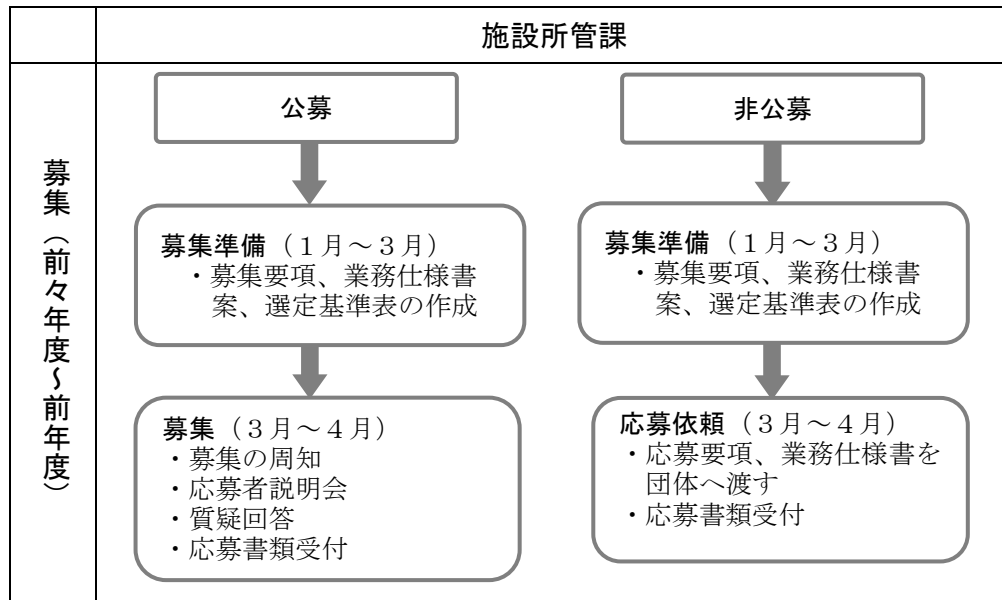 施設所管課
募集（前々年度～前年度）
公募
募集準備（１月～３月）
・募集要項、業務仕様書
案、選定基準表の作成
募集（３月～４月）
・募集の周知
・応募者説明会
・質疑回答
・応募書類受付
非公募
募集準備（１月～３月）
・募集要項、業務仕様書
案、選定基準表の作成
応募依頼（３月～４月）
・応募要項、業務仕様書を
団体へ渡す
・応募書類受付